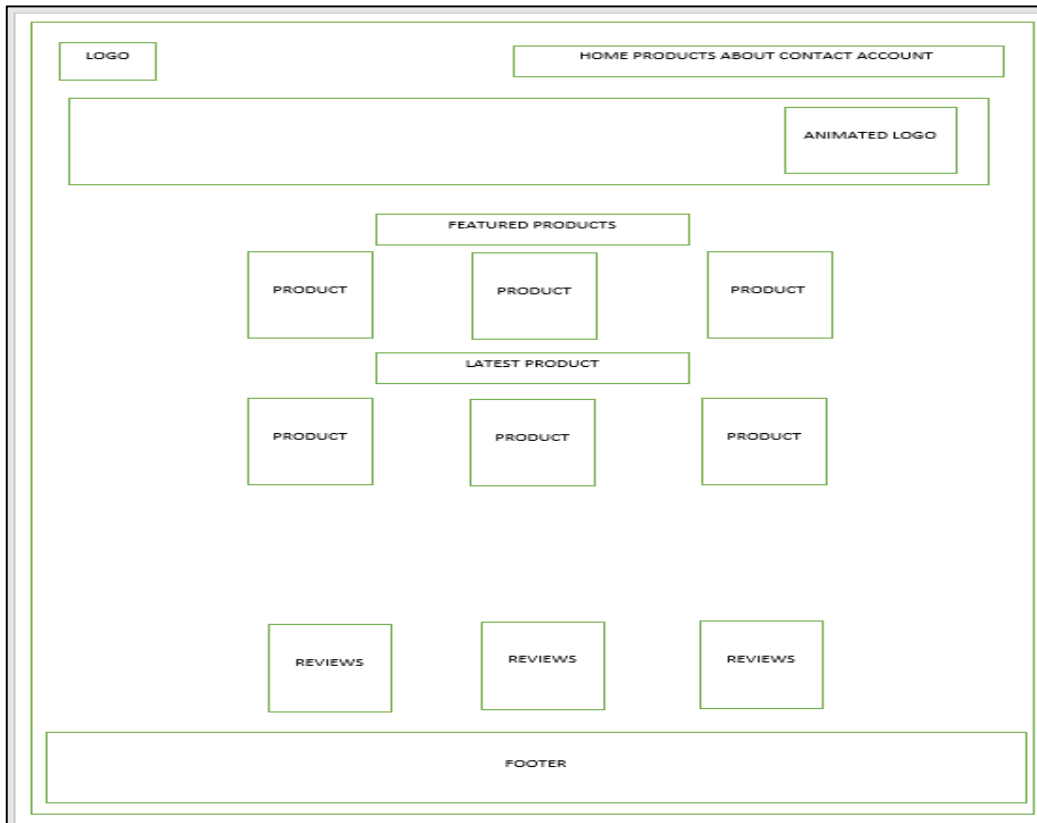 LOGO
HOME PRODUCTS ABOUT CONTACT ACCOUNT
ANIMATED LOGO
FEATURED PRODUCTS
PRODUCT
PRODUCT
PRODUCT
LATEST PRODUCT
PRODUCT
PRODUCT
PRODUCT
REVIEWS
REVIEWS
REVIEWS
FOOTER